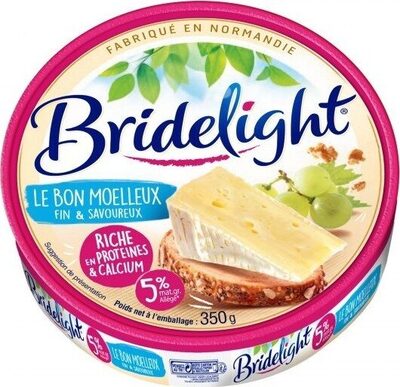 FABRIQUÉ EN NORMANDIE
Bridelight®
LE BON MOELLEUX
FIN & SAVOUREUX
RICHE
EN PROTÉINES
& CALCIUM
5% mat.gr.
Allégé*
Suggestion de présentation
Poids net à l'emballage : 350g
5%
LE BON MOELLEUX
FIN & SAVOUREUX
Bridelight
5%